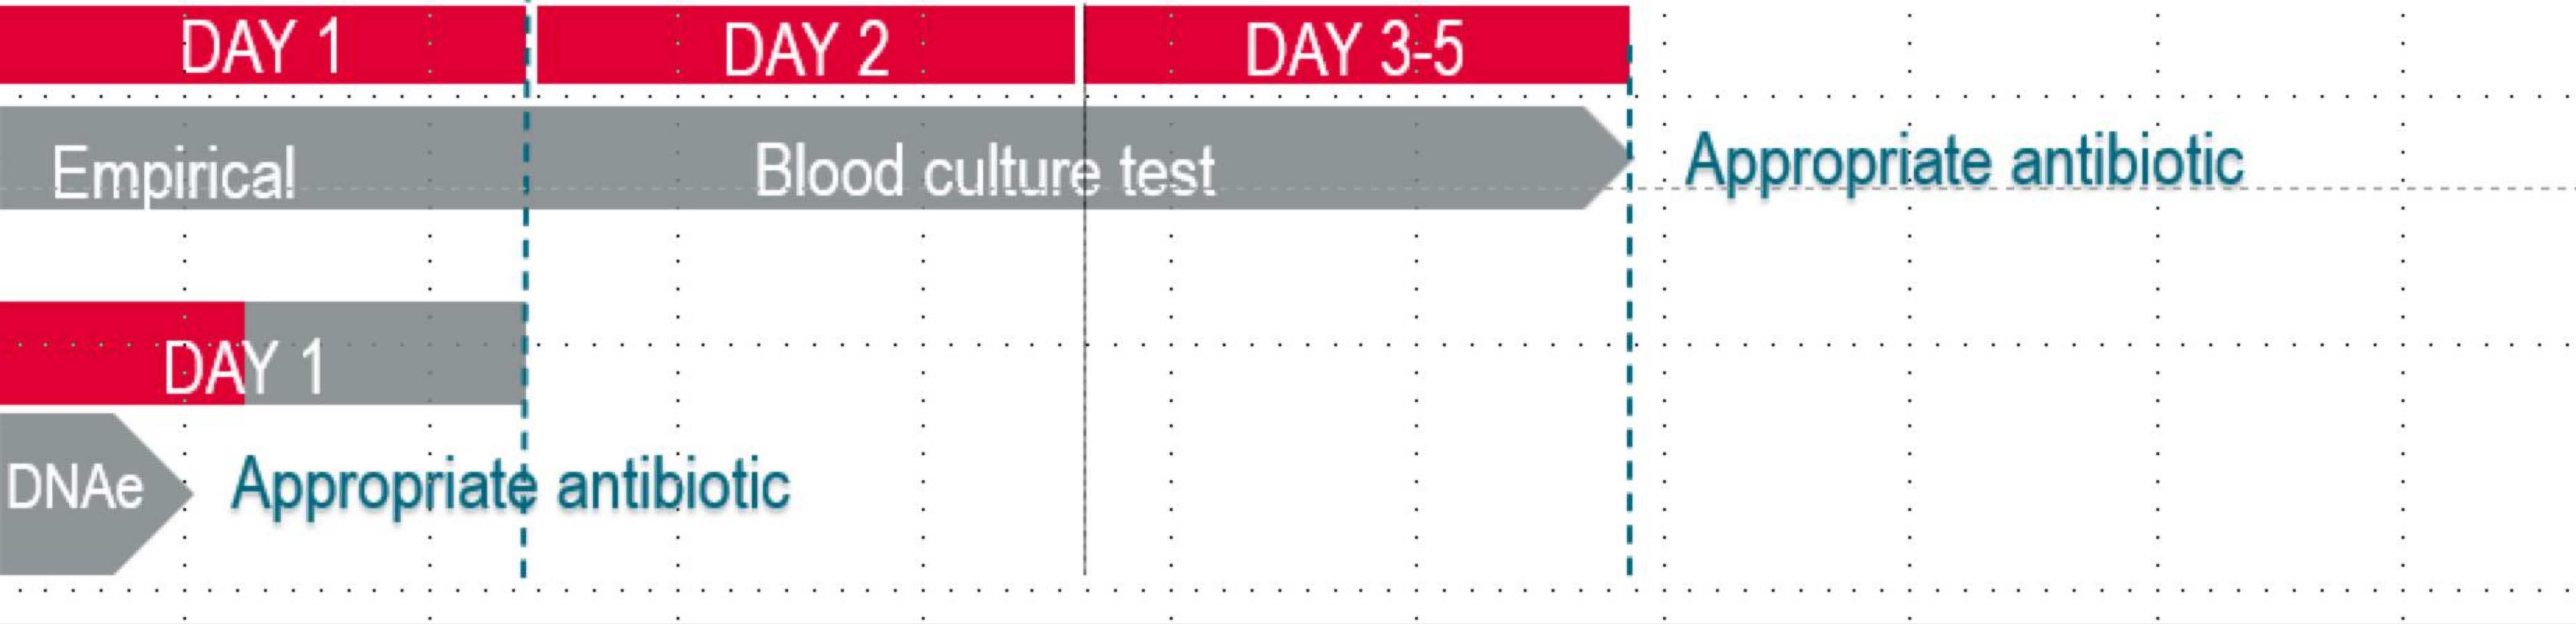 DAY 1 DAY 2 DAY 3-5
Empirical Blood culture test Appropriate antibiotic
DAY 1
DNAe Appropriate antibiotic